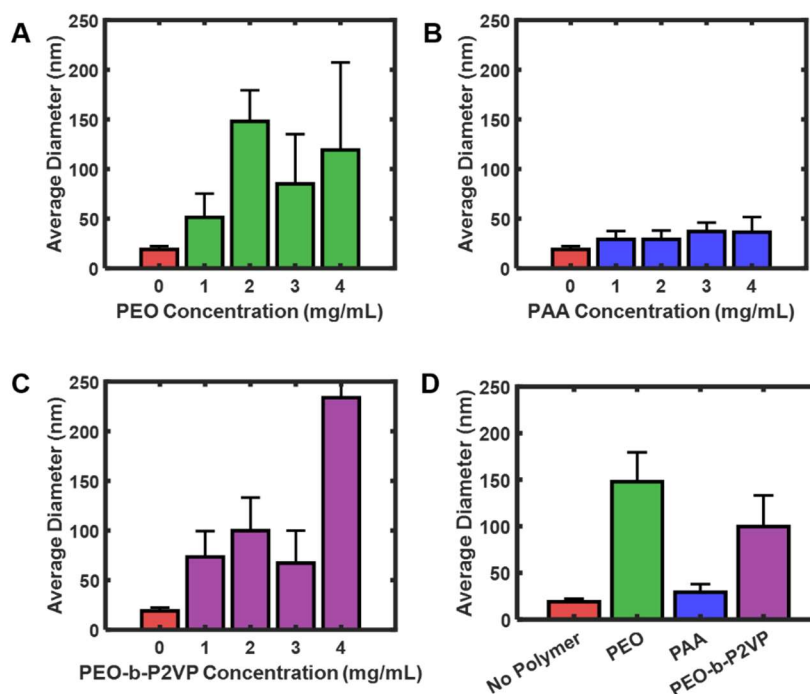 A
Average Diameter (nm)
250
200
150
100
50
0
0 1 2 3 4
PEO Concentration (mg/mL)
B
Average Diameter (nm)
250
200
150
100
50
0
0 1 2 3 4
PAA Concentration (mg/mL)
C
Average Diameter (nm)
250
200
150
100
50
0
0 1 2 3 4
PEO-b-P2VP Concentration (mg/mL)
D
Average Diameter (nm)
250
200
150
100
50
0
No Polymer
PEO
PAA
PEO-b-P2VP